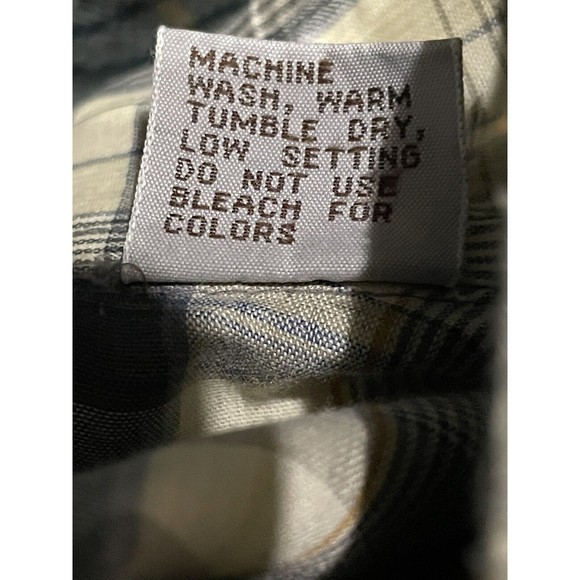 MACHINE
WASH, WARM
TUMBLE DRY,
LOW SETTING
DO NOT USE
BLEACH FOR
COLORS